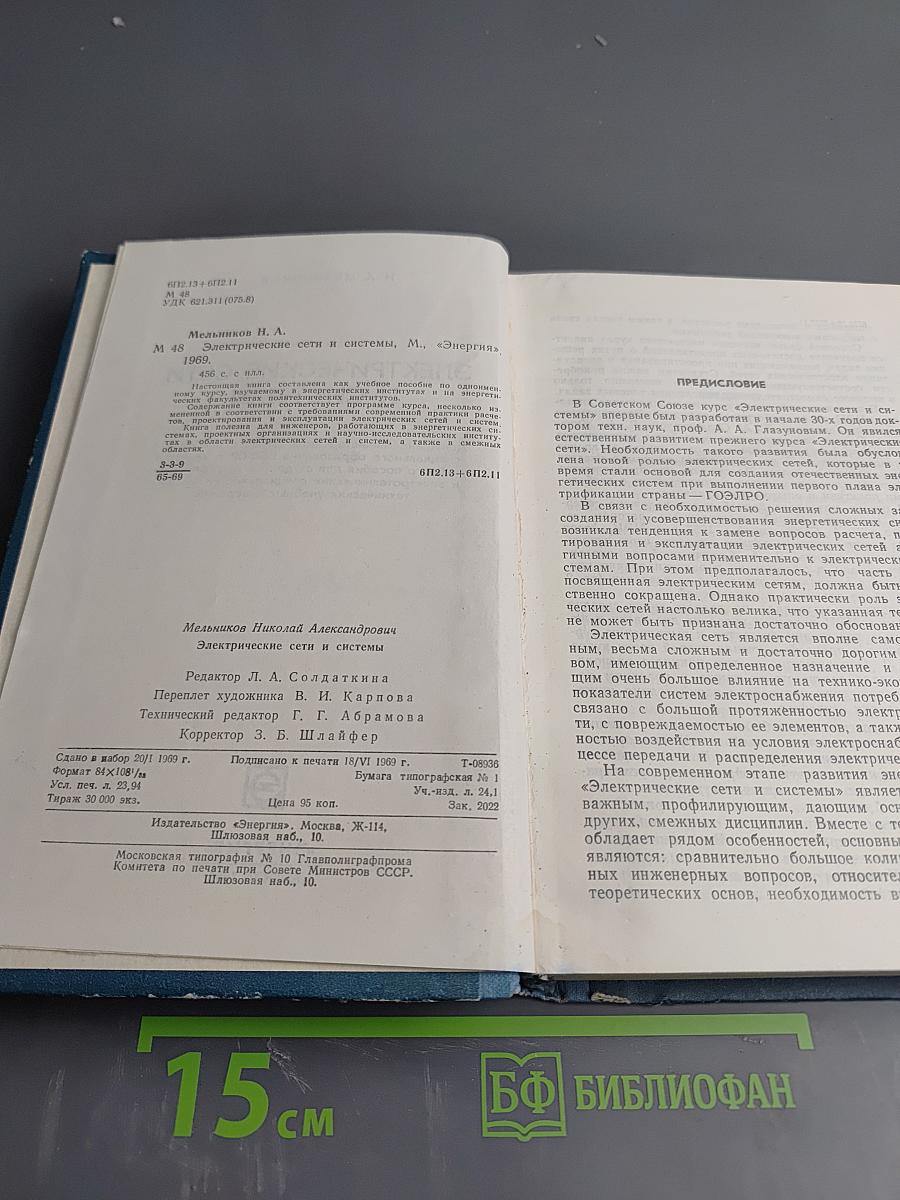 6П2.13+6П2.11
М 48
УДК 621.311(075.8)
Мельников Н. А.
М 48 Электрические сети и системы, М., «Энергия»
1969.
456 с. с илл.
Настоящая книга составлена как учебное пособие по одноимен-
ному курсу, изучаемому в энергетических институтах и на энергети-
ческих факультетах политехнических институтов.
Содержание книги соответствует программе курса, несколько из-
мененной в соответствии с требованиями современной практики расче-
тов, проектирования и эксплуатации электрических сетей и систем.
Книга полезна для инженеров, работающих в энергетических си-
стемах, проектных организациях и научно-исследовательских институ-
тах в области электрических сетей и систем, а также в смежных
областях.
3-3-9
65-69
6П2.13+6П2.11
Мельников Николай Александрович
Электрические сети и системы
Редактор Л. А. Солдаткина
Переплет художника В. И. Карпова
Технический редактор Г. Г. Абрамова
Корректор З. Б. Шлайфер
Сдано в набор 20/I 1969 г. Подписано к печати 18/VI 1969 г. Т-08936
Формат 84×108¹/₃₂ Бумага типографская № 1
Усл. печ. л. 23,94 Уч.-изд. л. 24,1
Тираж 30 000 экз. Цена 95 коп. Зак. 2022
Издательство «Энергия». Москва, Ж-114,
Шлюзовая наб., 10.
Московская типография № 10 Главполиграфпрома
Комитета по печати при Совете Министров СССР.
Шлюзовая наб., 10.
ПРЕДИСЛОВИЕ
В Советском Союзе курс «Электрические сети и си-
стемы» впервые был разработан в начале 30-х годов док-
тором техн. наук, проф. А. А. Глазуновым. Он явился
естественным развитием прежнего курса «Электрические
сети». Необходимость такого развития была обуслов-
лена новой ролью электрических сетей, которые в
время стали основой для создания отечественных эне
гетических систем при выполнении первого плана эл
трификации страны — ГОЭЛРО.
В связи с необходимостью решения сложных за
создания и усовершенствования энергетических си
возникла тенденция к замене вопросов расчета, п
тирования и эксплуатации электрических сетей а
гичными вопросами применительно к электрически
стемам. При этом предполагалось, что часть
посвященная электрическим сетям, должна быть
ственно сокращена. Однако практически роль э
ческих сетей настолько велика, что указанная те
не может быть признана достаточно обоснован
Электрическая сеть является вполне само
ным, весьма сложным и достаточно дорогим
вом, имеющим определенное назначение и
щим очень большое влияние на технико-эко
показатели систем электроснабжения потреб
связано с большой протяженностью электр
ти, с повреждаемостью ее элементов, а такж
ностью воздействия на условия электроснаб
цессе передачи и распределения электриче
На современном этапе развития эне
«Электрические сети и системы» являет
важным, профилирующим, дающим осн
других, смежных дисциплин. Вместе с те
обладает рядом особенностей, основны
являются: сравнительно большое коли
ных инженерных вопросов, относител
теоретических основ, необходимость в
15 см
БФ БИБЛИОФАН